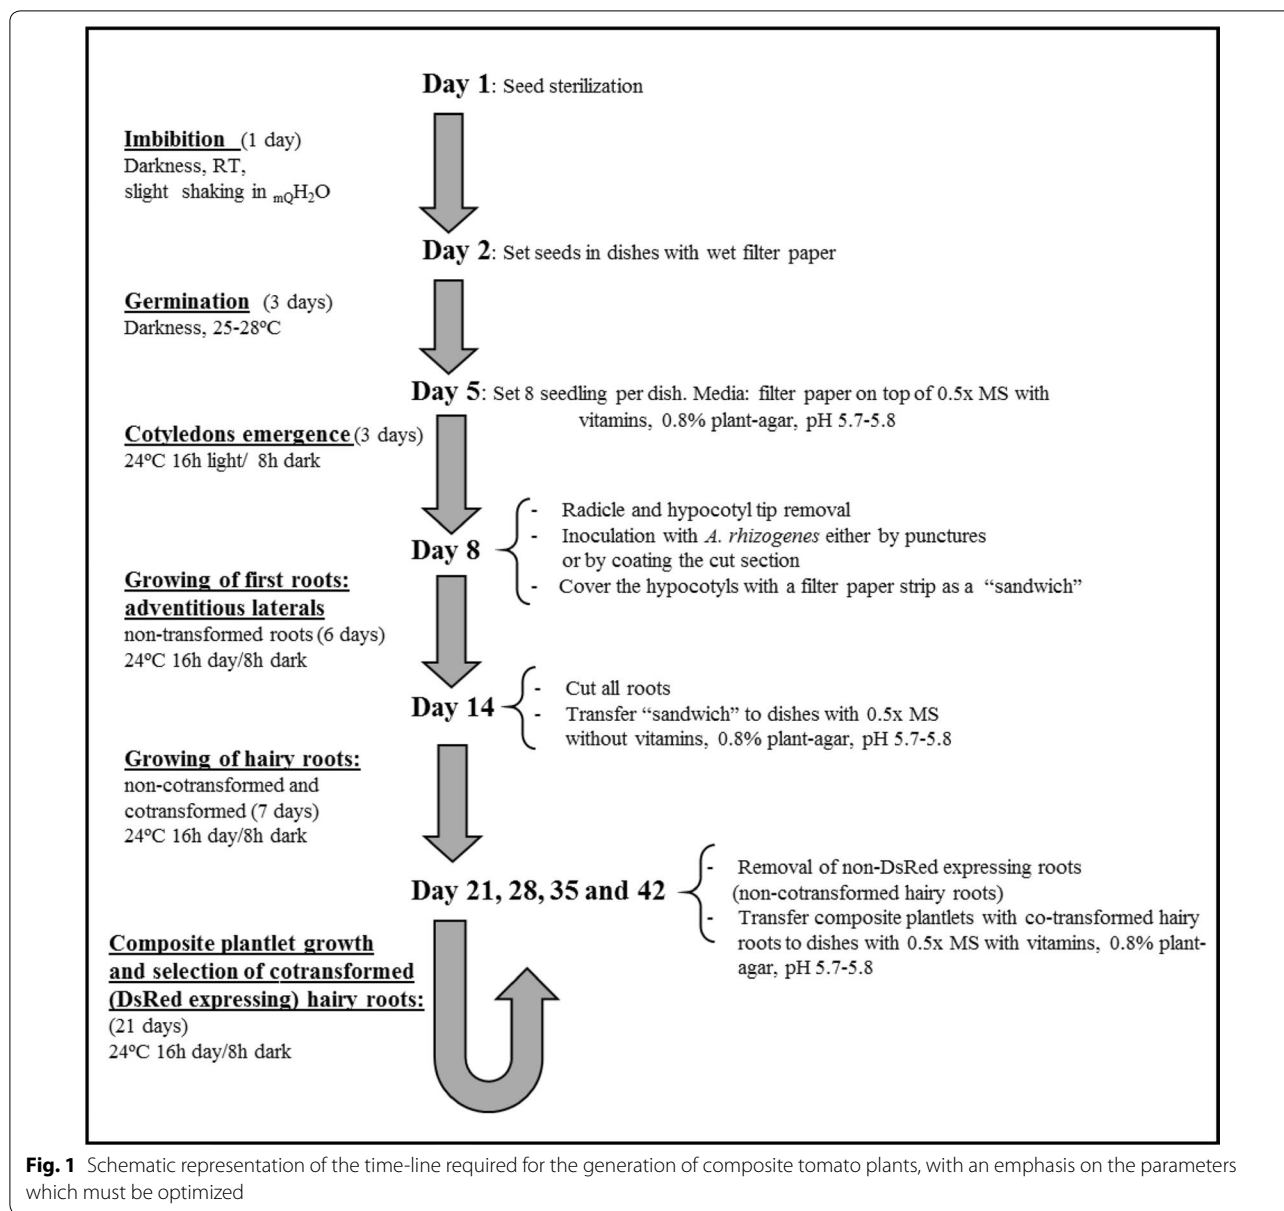 Day 1: Seed sterilization
Imbibition (1 day)
Darkness, RT,
slight shaking in mQH2O
Day 2: Set seeds in dishes with wet filter paper
Germination (3 days)
Darkness, 25-28ºC
Day 5: Set 8 seedling per dish. Media: filter paper on top of 0.5x MS with
vitamins, 0.8% plant-agar, pH 5.7-5.8
Cotyledons emergence (3 days)
24ºC 16h light/ 8h dark
Day 8
- Radicle and hypocotyl tip removal
- Inoculation with A. rhizogenes either by punctures
or by coating the cut section
- Cover the hypocotyls with a filter paper strip as a “sandwich”
Growing of first roots:
adventitious laterals
non-transformed roots (6 days)
24ºC 16h day/8h dark
Day 14
- Cut all roots
- Transfer “sandwich” to dishes with 0.5x MS
without vitamins, 0.8% plant-agar, pH 5.7-5.8
Growing of hairy roots:
non-cotransformed and
cotransformed (7 days)
24ºC 16h day/8h dark
Day 21, 28, 35 and 42
- Removal of non-DsRed expressing roots
(non-cotransformed hairy roots)
- Transfer composite plantlets with co-transformed hairy
roots to dishes with 0.5x MS with vitamins, 0.8% plant-
agar, pH 5.7-5.8
Composite plantlet growth
and selection of cotransformed
(DsRed expressing) hairy roots:
(21 days)
24ºC 16h day/8h dark
Fig. 1 Schematic representation of the time-line required for the generation of composite tomato plants, with an emphasis on the parameters
which must be optimized